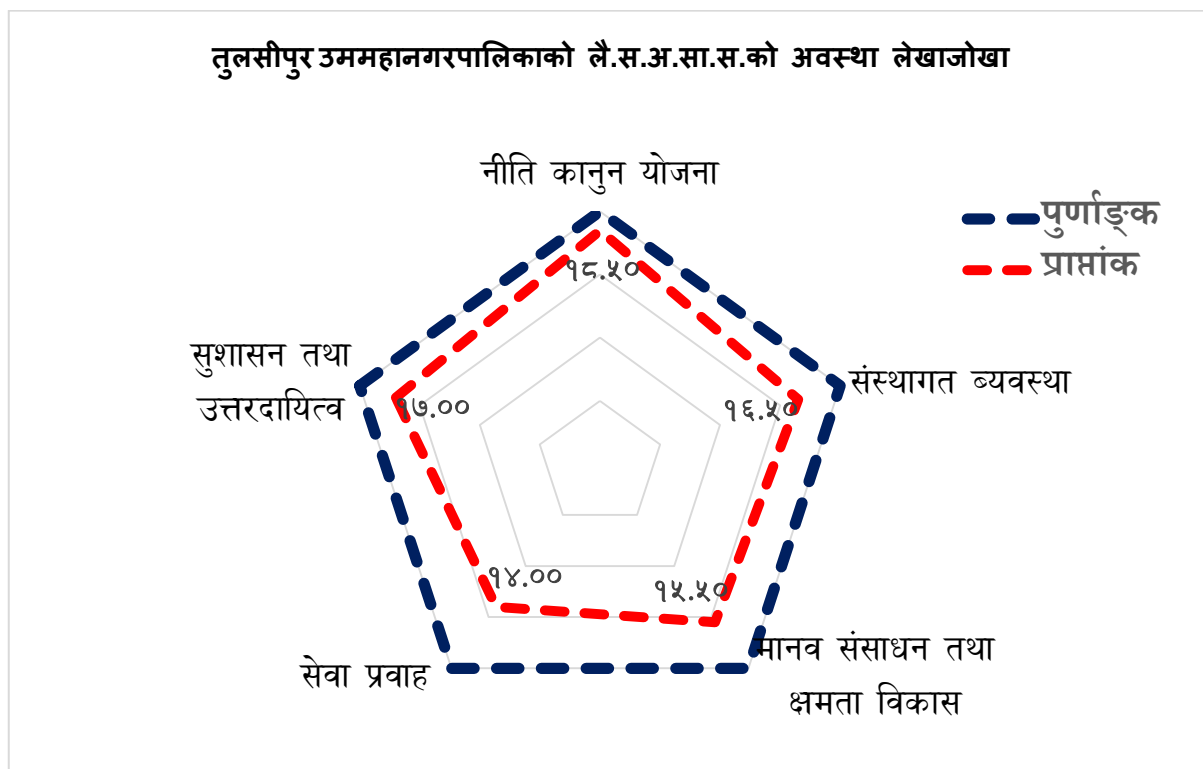 तुलसीपुर उममहानगरपालिकाको लै.स.अ.सा.स.को अवस्था लेखाजोखा
नीति कानुन योजना
पुर्णाङ्क
प्राप्तांक
१८.५०
सुशासन तथा
उत्तरदायित्व
१७.००
१६.५०
संस्थागत ब्यवस्था
१४.००
१५.५०
सेवा प्रवाह
मानव संसाधन तथा
क्षमता विकास